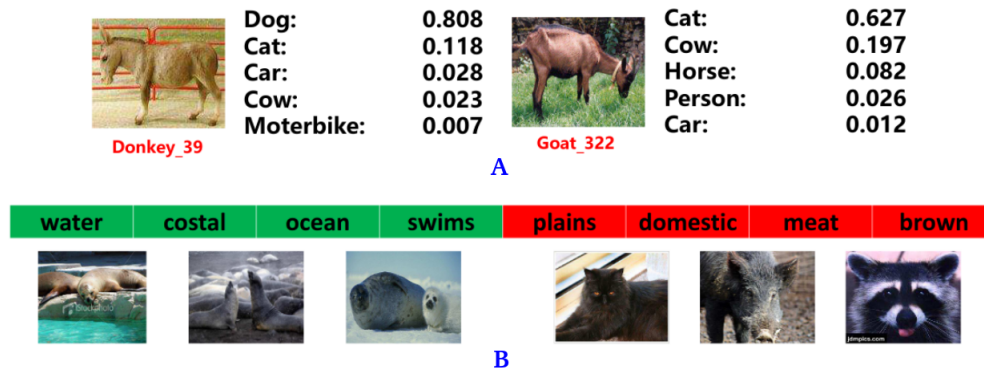 Dog: 0.808
Cat: 0.118
Car: 0.028
Cow: 0.023
Moterbike: 0.007
Donkey_39
Cat: 0.627
Cow: 0.197
Horse: 0.082
Person: 0.026
Car: 0.012
Goat_322
A
water costal ocean swims plains domestic meat brown
jdmpics.com
B